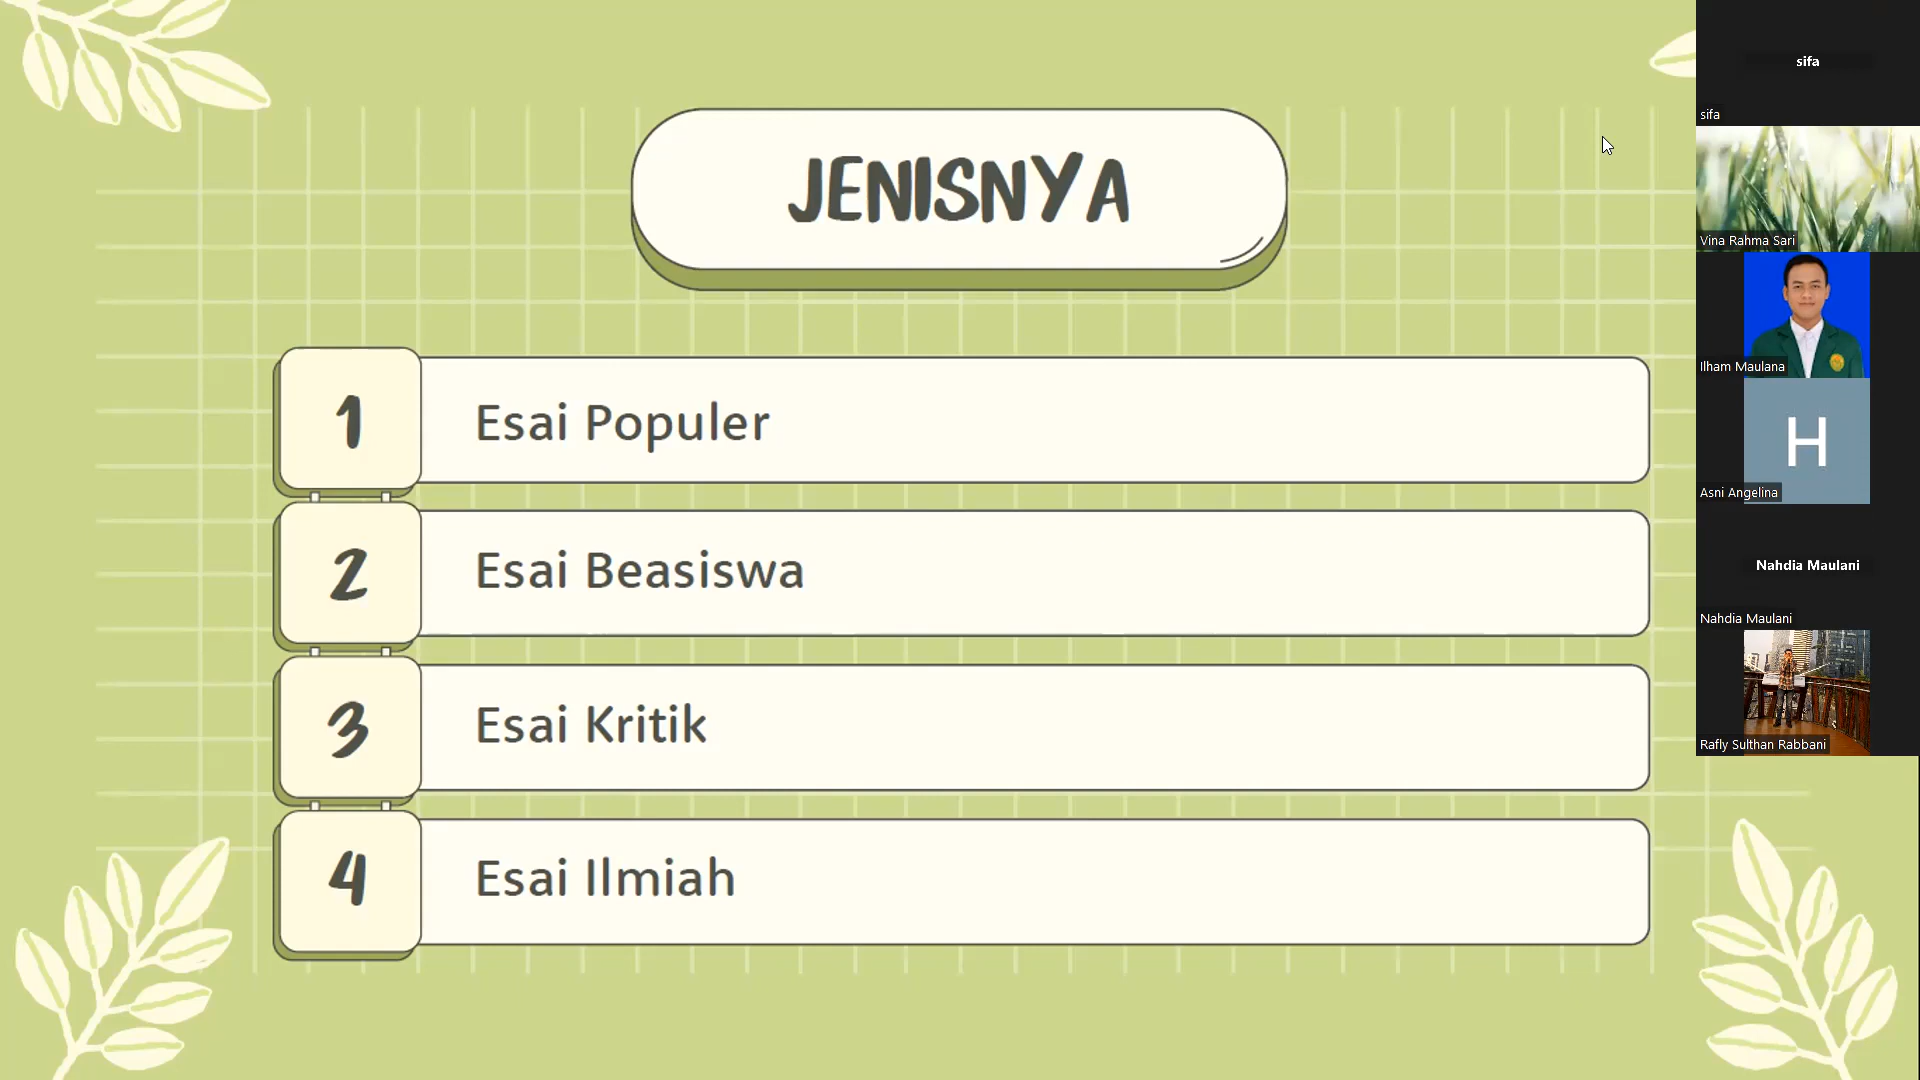 JENISNYA
1
Esai Populer
2
Esai Beasiswa
3
Esai Kritik
4
Esai Ilmiah
sifa
sifa
Vina Rahma Sari
Ilham Maulana
H
Asni Angelina
Nahdia Maulani
Nahdia Maulani
Rafly Sulthan Rabbani